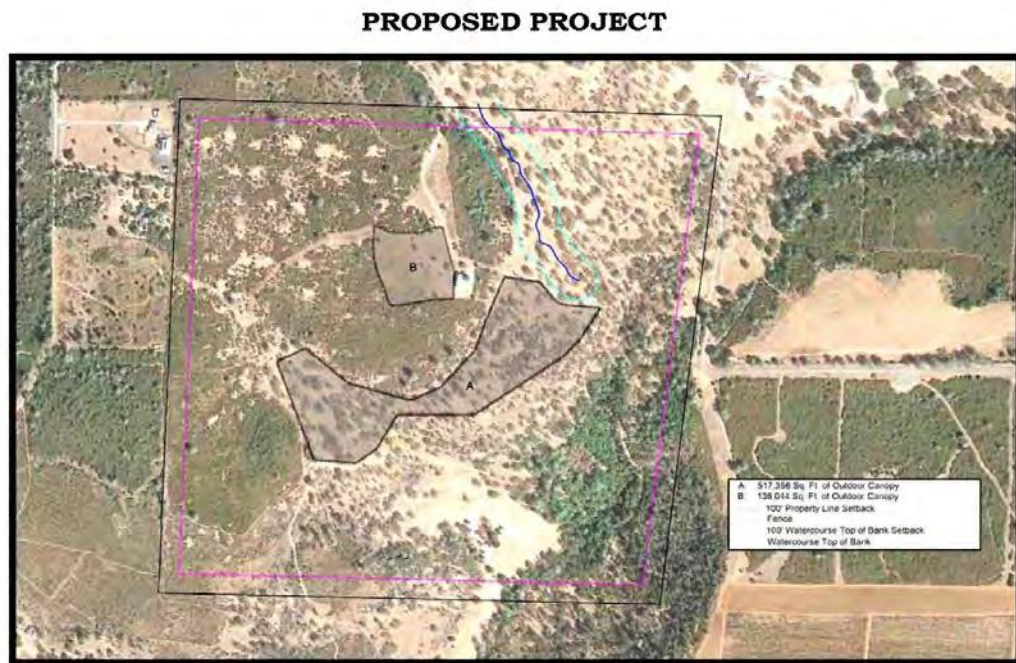 PROPOSED PROJECT
B
A
A 517,356 Sq. Ft. of Outdoor Canopy
B 136,044 Sq. Ft. of Outdoor Canopy
100' Property Line Setback
Fence
100' Watercourse Top of Bank Setback
Watercourse Top of Bank